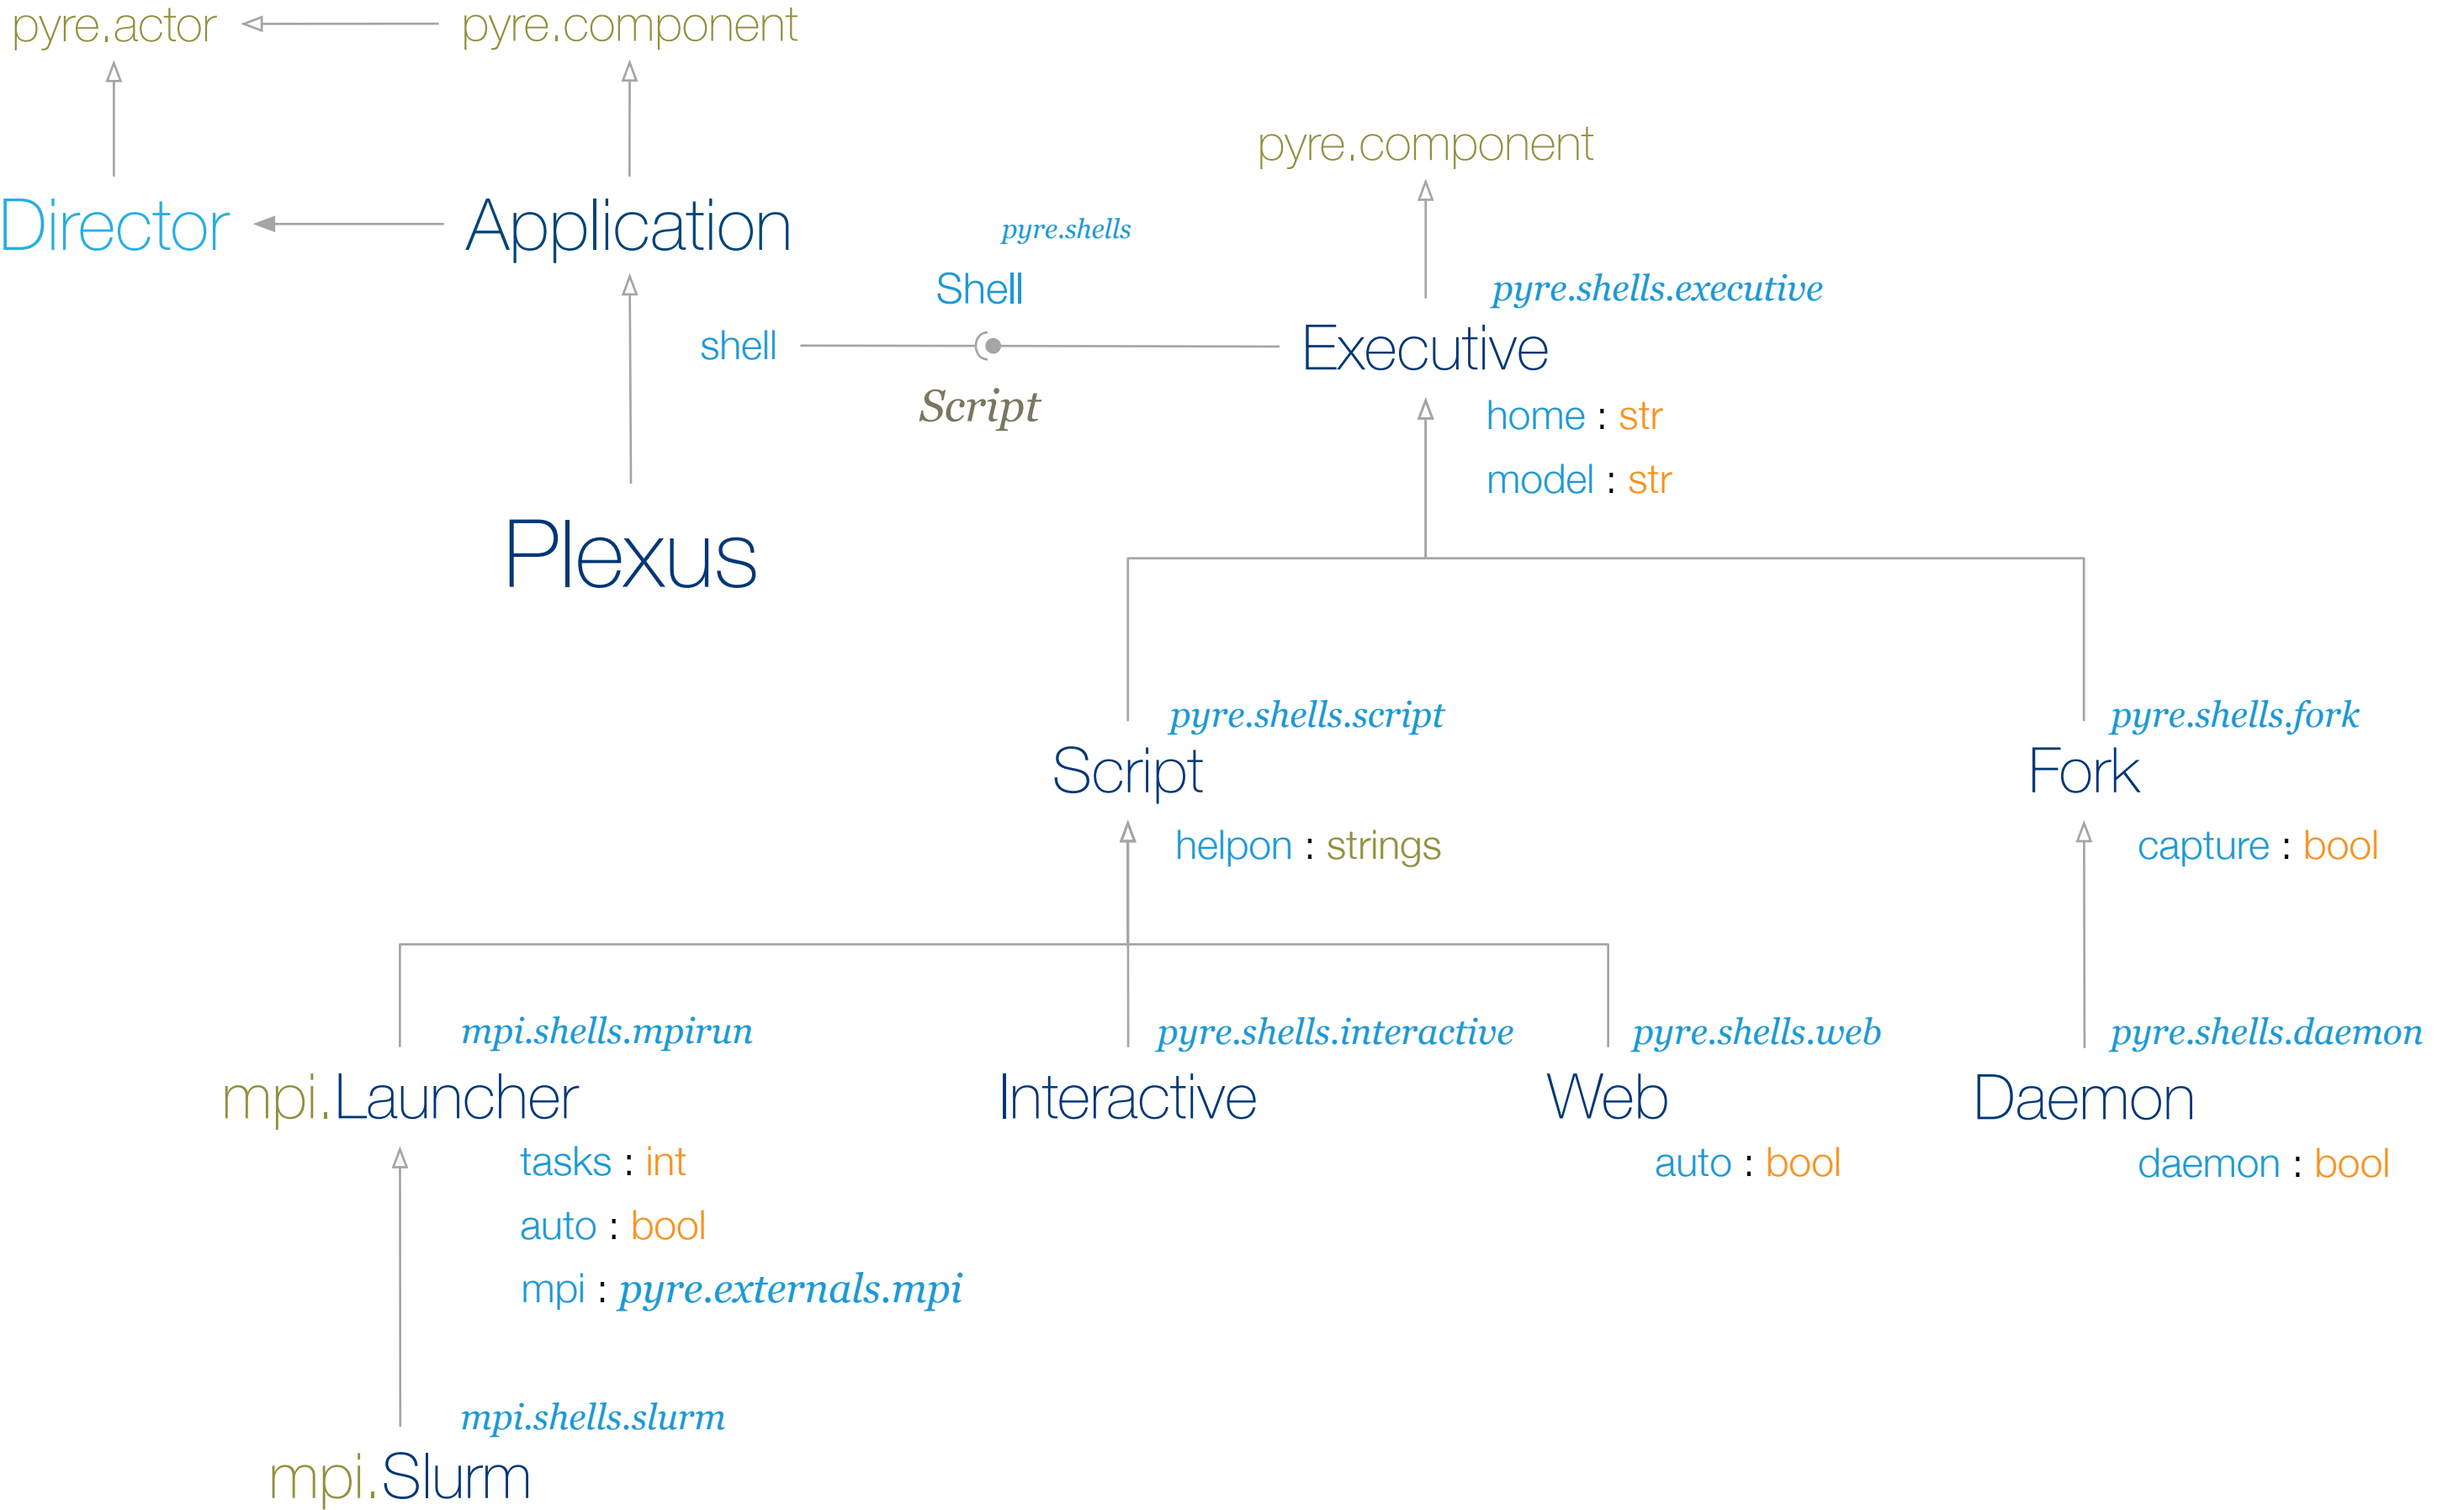 pyre.actor
pyre.component
Director
Application
pyre.component
pyre.shells
Shell
shell
Script
pyre.shells.executive
Executive
home : str
model : str
Plexus
pyre.shells.script
Script
helpon : strings
pyre.shells.fork
Fork
capture : bool
mpi.shells.mpirun
mpi.Launcher
tasks : int
auto : bool
mpi : pyre.externals.mpi
pyre.shells.interactive
Interactive
pyre.shells.web
Web
auto : bool
pyre.shells.daemon
Daemon
daemon : bool
mpi.shells.slurm
mpi.Slurm